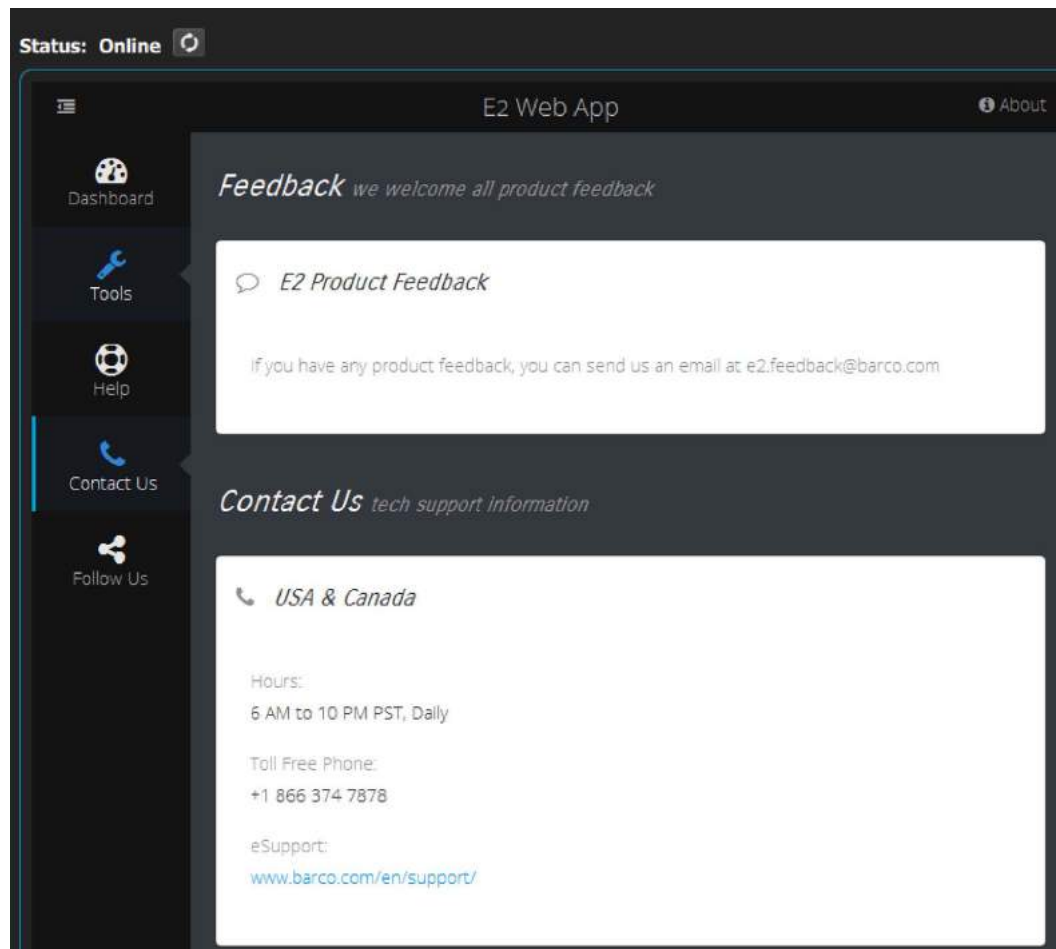 Status: Online
E2 Web App
About
Dashboard
Tools
Help
Contact Us
Follow Us
Feedback we welcome all product feedback
E2 Product Feedback
If you have any product feedback, you can send us an email at e2.feedback@barco.com
Contact Us tech support information
USA & Canada
Hours:
6 AM to 10 PM PST, Daily
Toll Free Phone:
+1 866 374 7878
eSupport:
www.barco.com/en/support/